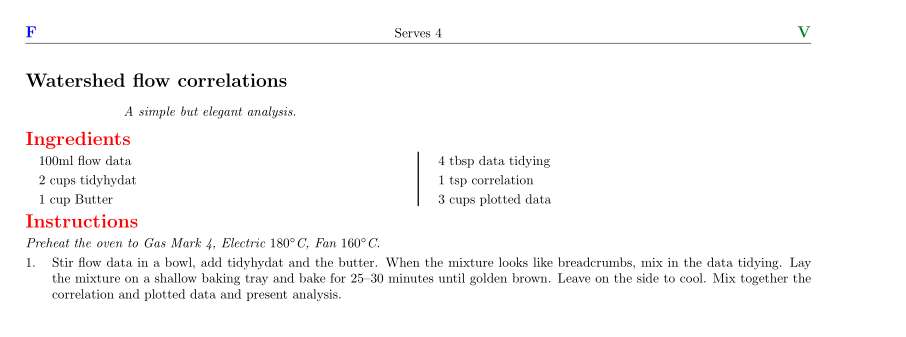 F Serves 4 V
Watershed flow correlations
A simple but elegant analysis.
Ingredients
100ml flow data
2 cups tidyhydat
1 cup Butter
4 tbsp data tidying
1 tsp correlation
3 cups plotted data
Instructions
Preheat the oven to Gas Mark 4, Electric 180°C, Fan 160°C.
1. Stir flow data in a bowl, add tidyhydat and the butter. When the mixture looks like breadcrumbs, mix in the data tidying. Lay
the mixture on a shallow baking tray and bake for 25–30 minutes until golden brown. Leave on the side to cool. Mix together the
correlation and plotted data and present analysis.